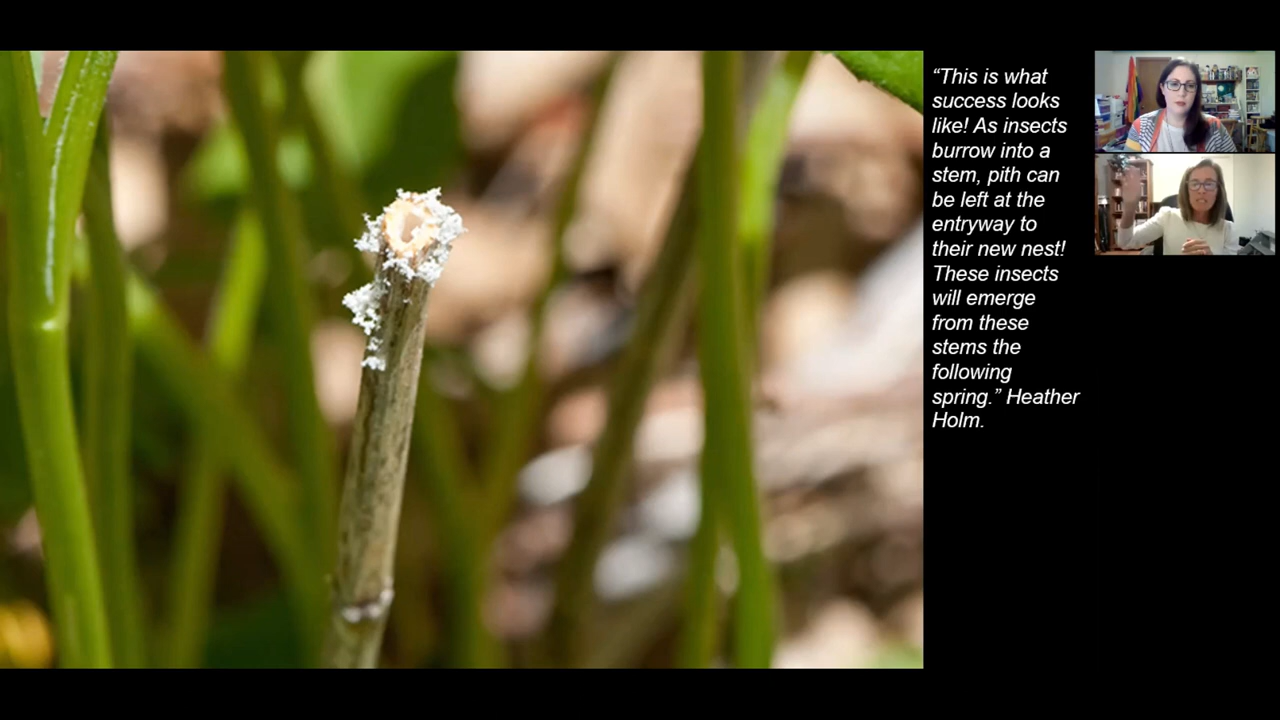 “This is what
success looks
like! As insects
burrow into a
stem, pith can
be left at the
entryway to
their new nest!
These insects
will emerge
from these
stems the
following
spring.” Heather
Holm.